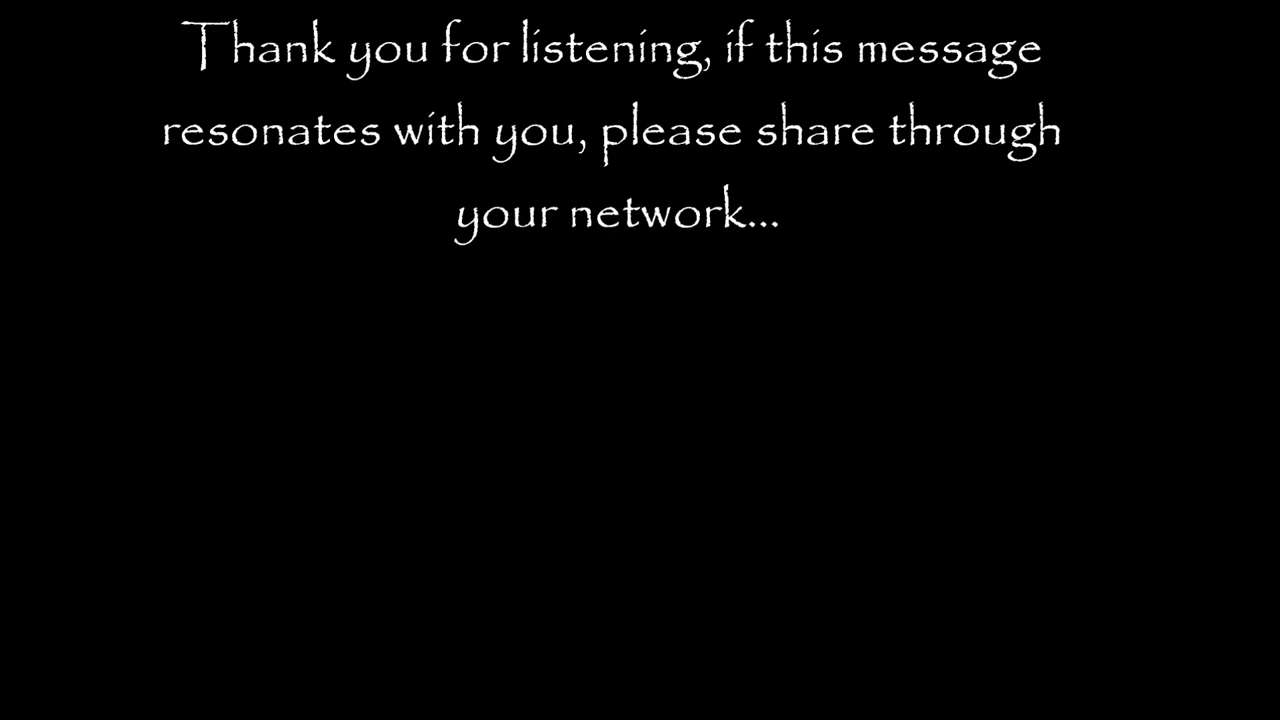 Thank you for listening, if this message
resonates with you, please share through
your network...